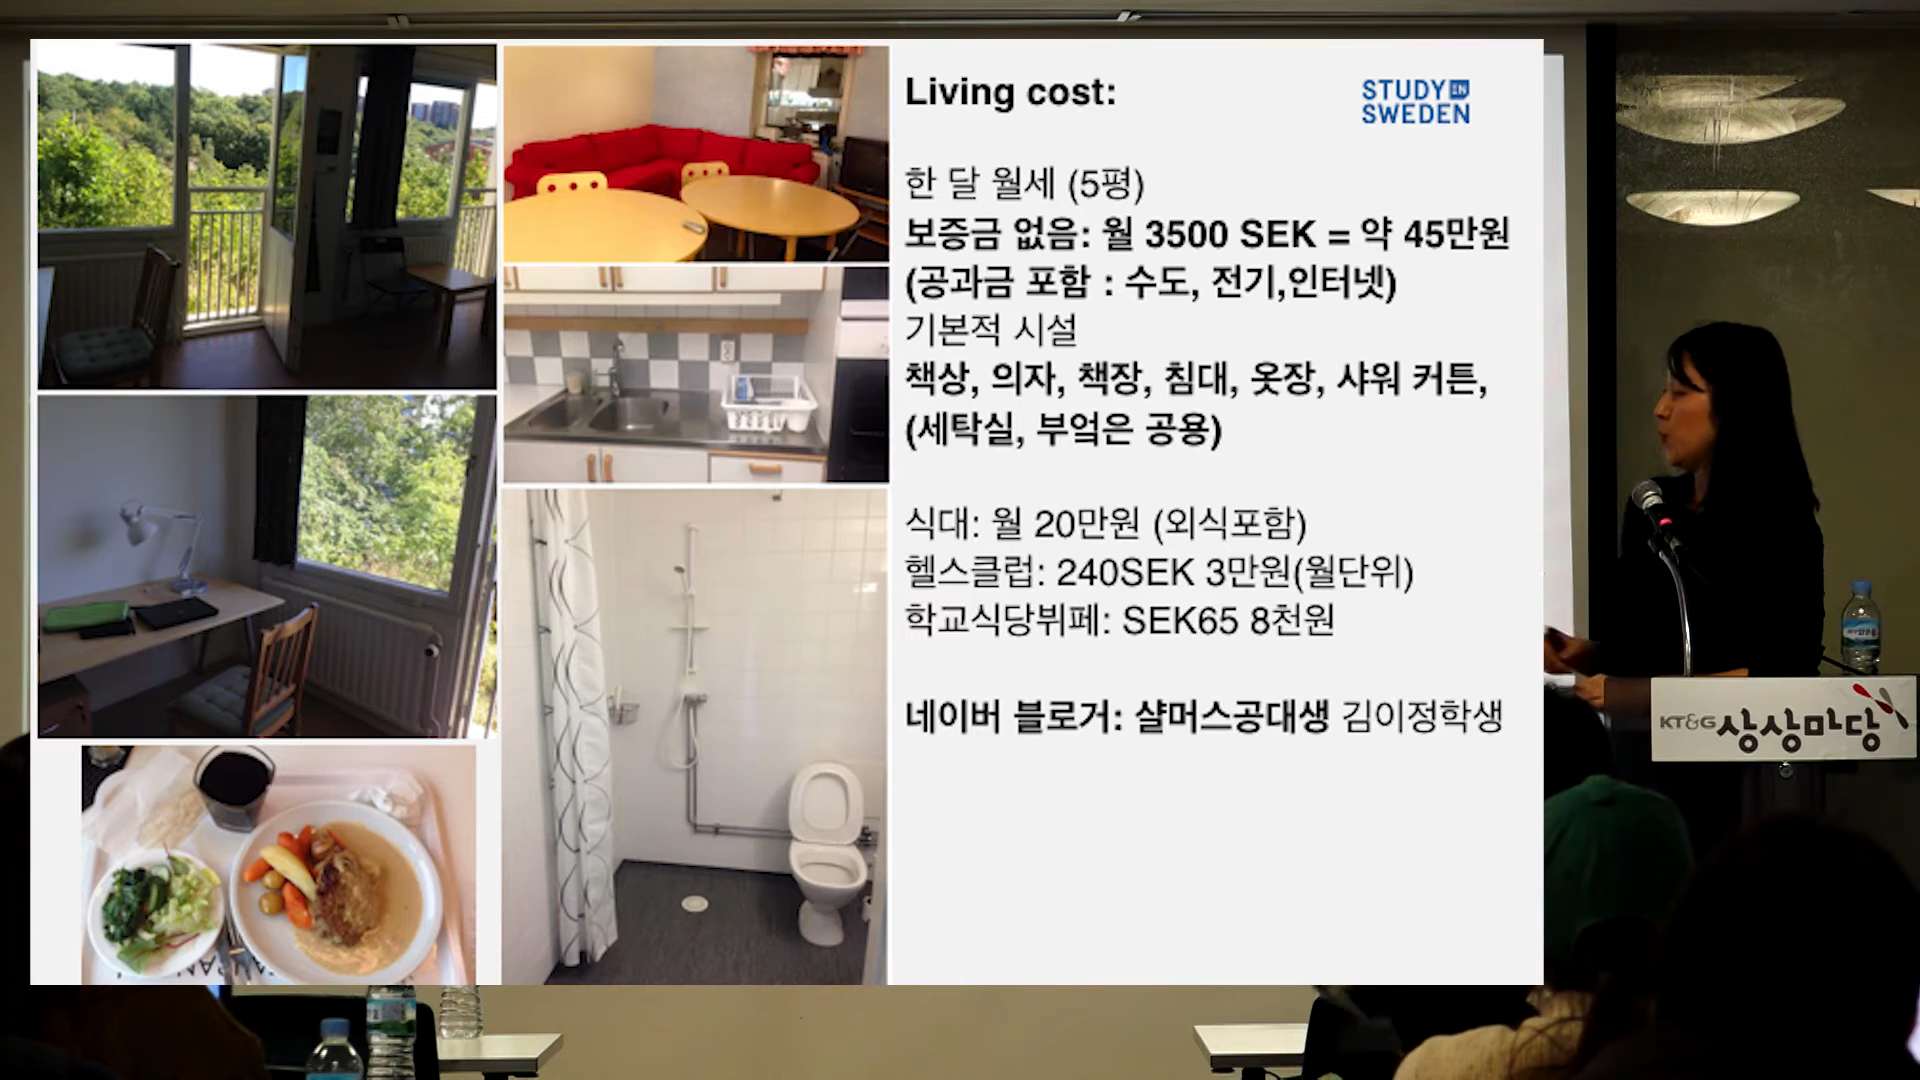 Living cost:
STUDY IN
SWEDEN
한 달 월세 (5평)
보증금 없음: 월 3500 SEK = 약 45만원
(공과금 포함 : 수도, 전기,인터넷)
기본적 시설
책상, 의자, 책장, 침대, 옷장, 샤워 커튼,
(세탁실, 부엌은 공용)
식대: 월 20만원 (외식포함)
헬스클럽: 240SEK 3만원(월단위)
학교식당뷔페: SEK65 8천원
네이버 블로거: 샬머스공대생 김이정학생
KT&G 상상마당